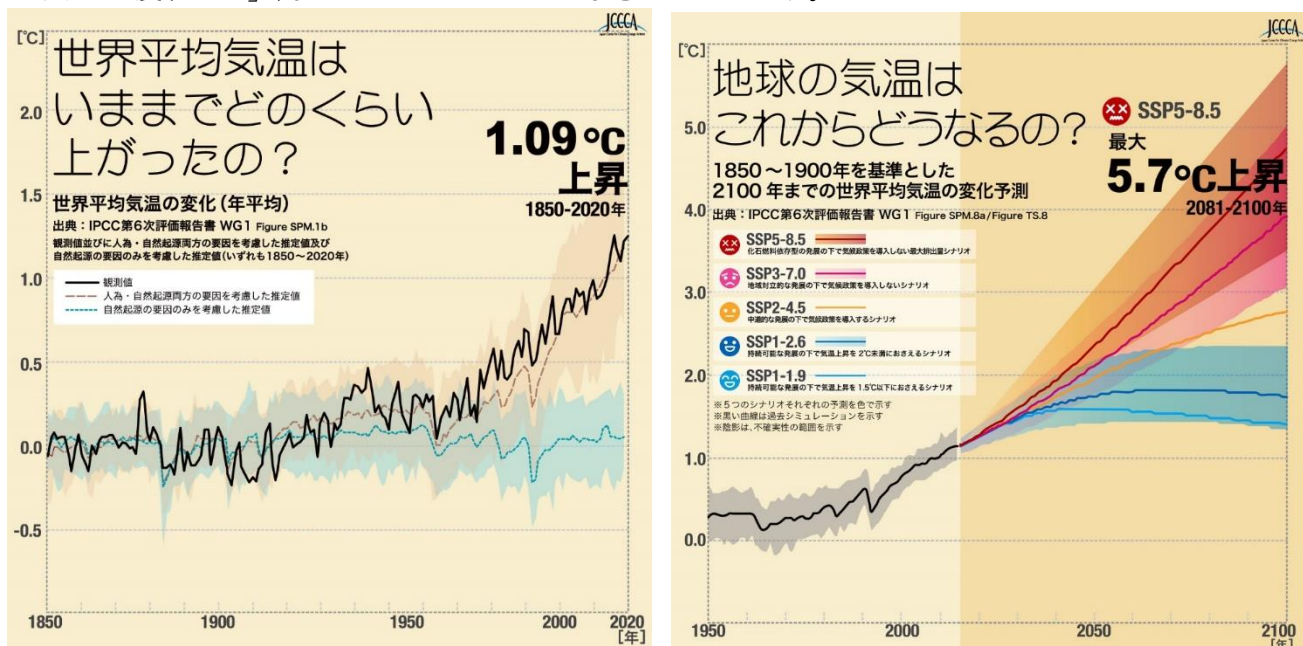 JCCCA
[℃]
世界平均気温は
いままでどのくらい
上がったの？
1.09℃
上昇
1850-2020年
世界平均気温の変化(年平均)
出典：IPCC第6次評価報告書 WG1 Figure SPM.1b
観測値並びに人為・自然起源両方の要因を考慮した推定値及び
自然起源の要因のみを考慮した推定値(いずれも1850～2020年)
観測値
人為・自然起源両方の要因を考慮した推定値
自然起源の要因のみを考慮した推定値
2.0
1.5
1.0
0.5
0.0
-0.5
1850
1900
1950
2000
2020
[年]
JCCCA
[℃]
地球の気温は
これからどうなるの？
SSP5-8.5
最大
5.7℃上昇
2081-2100年
1850～1900年を基準とした
2100年までの世界平均気温の変化予測
出典：IPCC第6次評価報告書 WG1 Figure SPM.8a/Figure TS.8
SSP5-8.5
化石燃料依存型の発展の下で気候政策を導入しない最大排出量シナリオ
SSP3-7.0
地域対立的な発展の下で気候政策を導入しないシナリオ
SSP2-4.5
中道的な発展の下で気候政策を導入するシナリオ
SSP1-2.6
持続可能な発展の下で気温上昇を2℃未満におさえるシナリオ
SSP1-1.9
持続可能な発展の下で気温上昇を1.5℃以下におさえるシナリオ
※5つのシナリオそれぞれの予測を色で示す
※黒い曲線は過去シミュレーションを示す
※陰影は、不確実性の範囲を示す
5.0
4.0
3.0
2.0
1.0
0.0
1950
2000
2050
2100
[年]